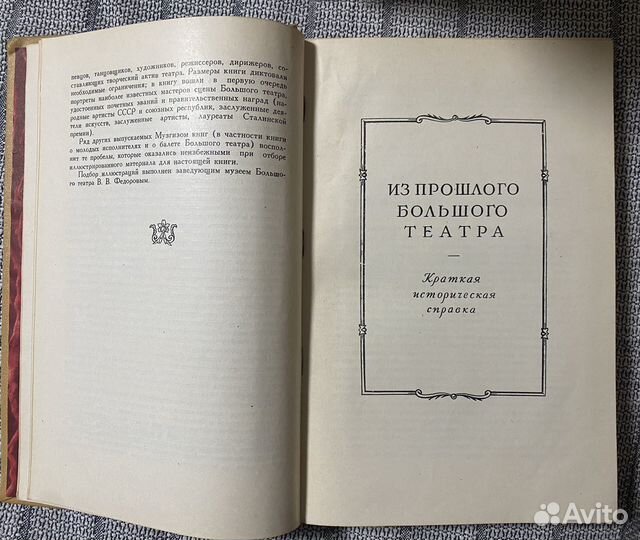 певцов, танцовщиков, художников, режиссеров, дирижеров, со-
ставляющих творческий актив театра. Размеры книги диктовали
необходимые ограничения; в книгу вошли в первую очередь
портреты наиболее известных мастеров сцены Большого театра,
удостоенных почетных званий и правительственных наград (на-
родные артисты СССР и союзных республик, заслуженные дея-
тели искусств, заслуженные артисты, лауреаты Сталинской
премии).
Ряд других выпускаемых Музгизом книг (в частности книги
о молодых исполнителях и о балете Большого театра) воспол-
нит те пробелы, которые оказались неизбежными при отборе
иллюстрированного материала для настоящей книги.
Подбор иллюстраций выполнен заведующим музеем Большо-
го театра В. В. Федоровым.
ИЗ ПРОШЛОГО
БОЛЬШОГО
ТЕАТРА
—
Краткая
историческая
справка
Avito